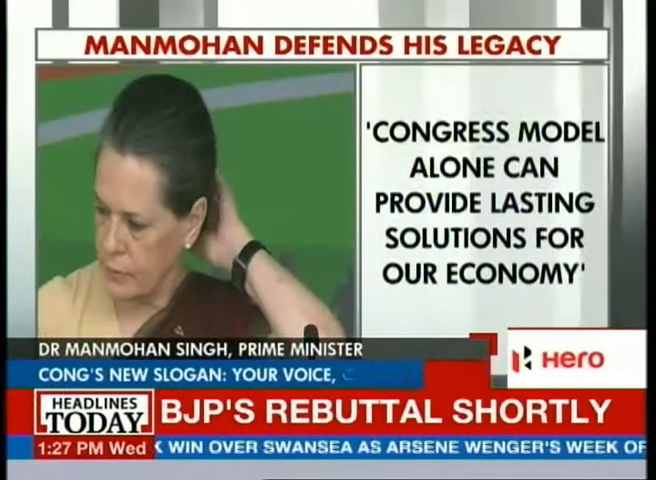 MANMOHAN DEFENDS HIS LEGACY
'CONGRESS MODEL
ALONE CAN
PROVIDE LASTING
SOLUTIONS FOR
OUR ECONOMY'
DR MANMOHAN SINGH, PRIME MINISTER
CONG'S NEW SLOGAN: YOUR VOICE,
Hero
HEADLINES
TODAY
BJP'S REBUTTAL SHORTLY
1:27 PM Wed
WIN OVER SWANSEA AS ARSENE WENGER'S WEEK OF